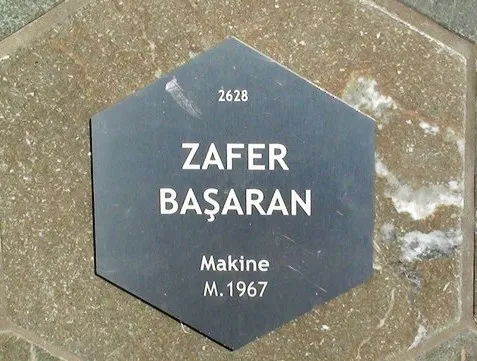 2628
ZAFER
BAŞARAN
Makine
M.1967